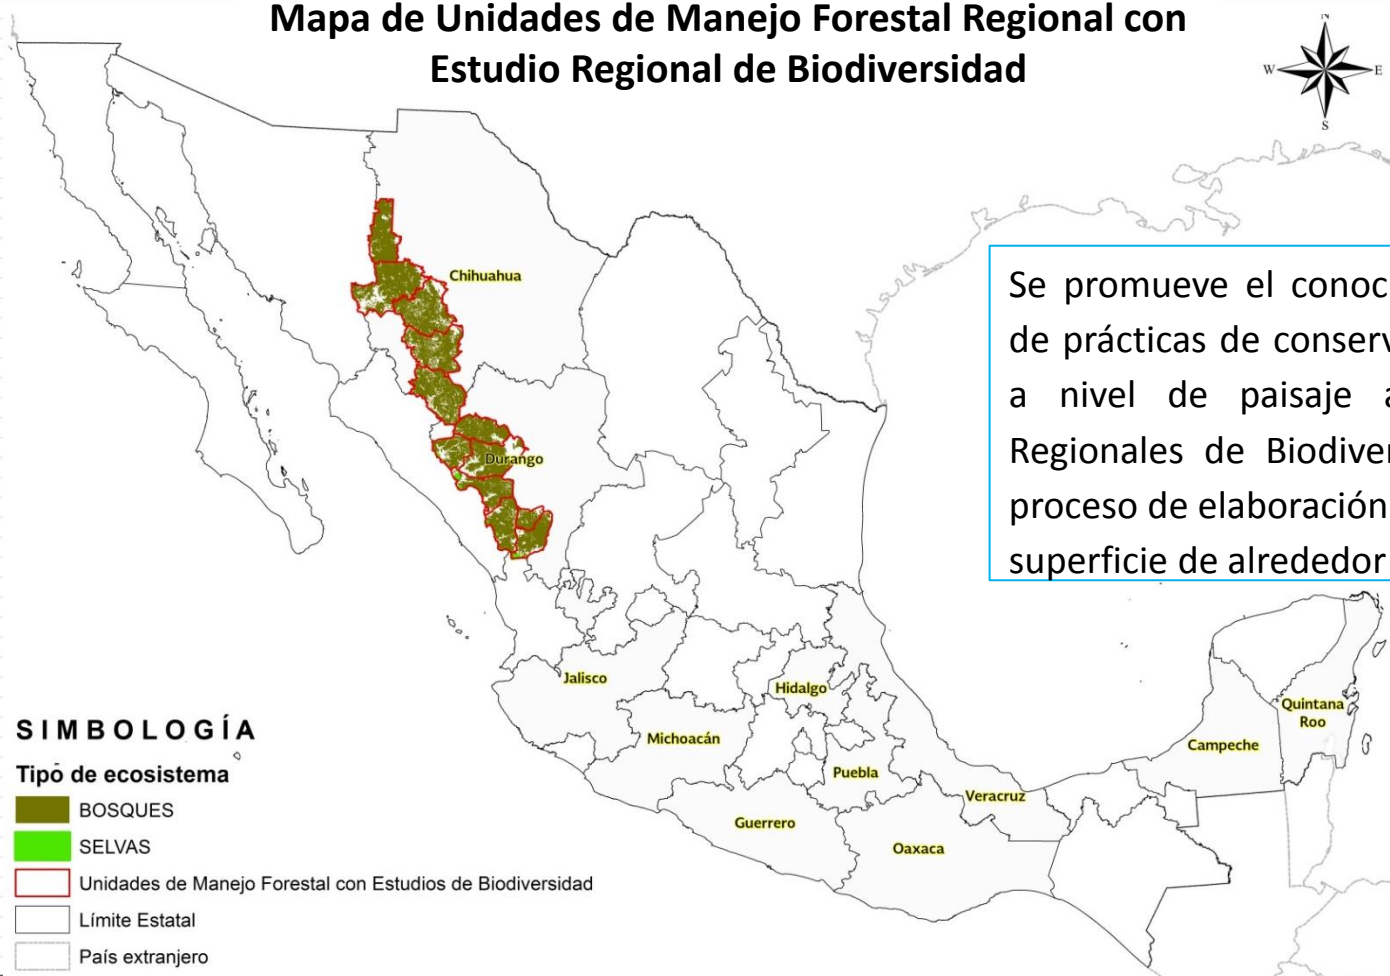 Mapa de Unidades de Manejo Forestal Regional con
Estudio Regional de Biodiversidad
N
W
E
S
Se promueve el conoc
de prácticas de conserv
a nivel de paisaje a
Regionales de Biodiver
proceso de elaboración
superficie de alrededor
Chihuahua
Durango
Jalisco
Hidalgo
Michoacán
Puebla
Veracruz
Guerrero
Oaxaca
Campeche
Quintana
Roo
SIMBOLOGÍA
Tipo de ecosistema
BOSQUES
SELVAS
Unidades de Manejo Forestal con Estudios de Biodiversidad
Límite Estatal
País extranjero